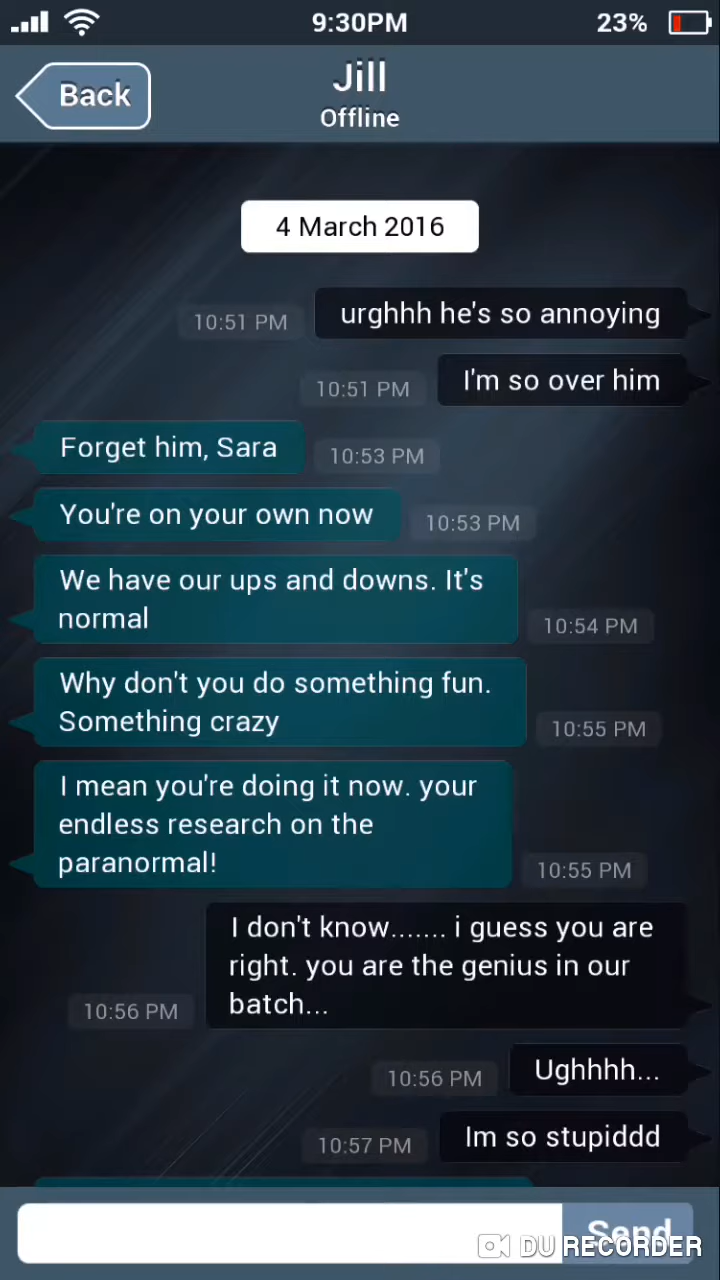 9:30PM
23%
Back
Jill
Offline
4 March 2016
10:51 PM
urghhh he's so annoying
10:51 PM
I'm so over him
Forget him, Sara
10:53 PM
You're on your own now
10:53 PM
We have our ups and downs. It's
normal
10:54 PM
Why don't you do something fun.
Something crazy
10:55 PM
I mean you're doing it now. your
endless research on the
paranormal!
10:55 PM
I don't know....... i guess you are
right. you are the genius in our
batch...
10:56 PM
10:56 PM
Ughhhh...
10:57 PM
Im so stupiddd
Send
DU RECORDER